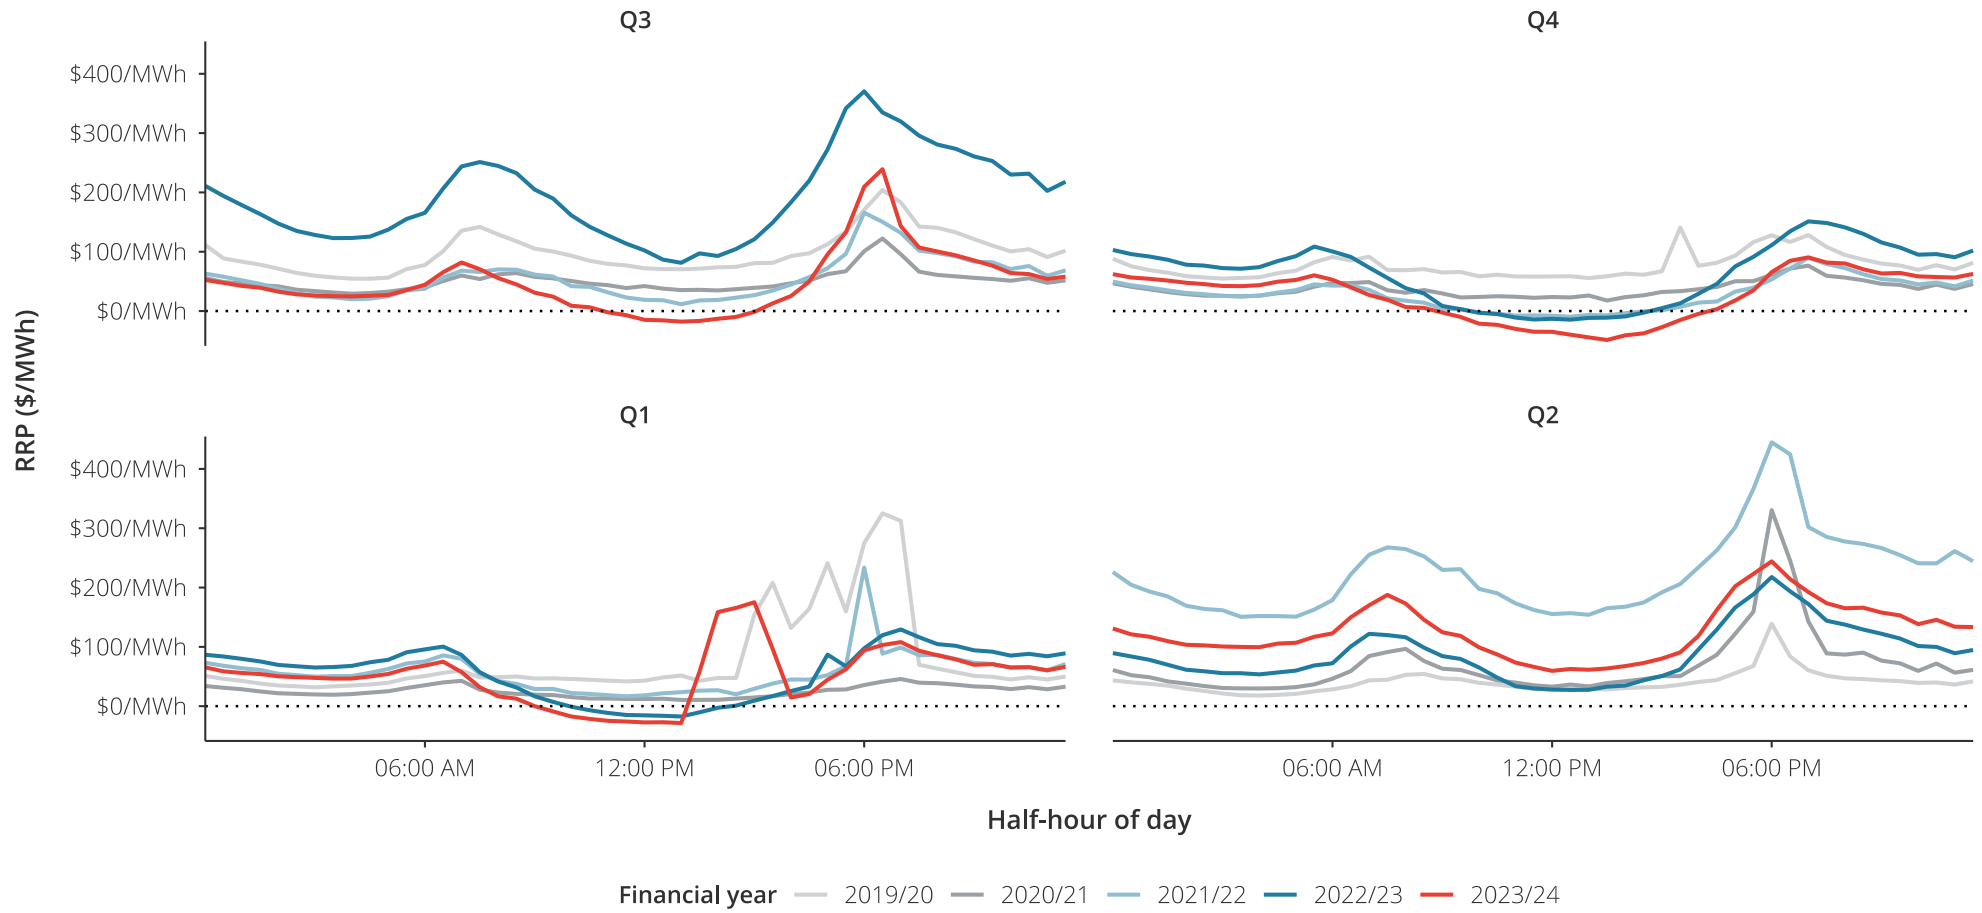 Q3
Q4
$400/MWh
$300/MWh
$200/MWh
$100/MWh
$0/MWh
RRP ($/MWh)
Q1
Q2
$400/MWh
$300/MWh
$200/MWh
$100/MWh
$0/MWh
06:00 AM 12:00 PM 06:00 PM
06:00 AM 12:00 PM 06:00 PM
Half-hour of day
Financial year 2019/20 2020/21 2021/22 2022/23 2023/24